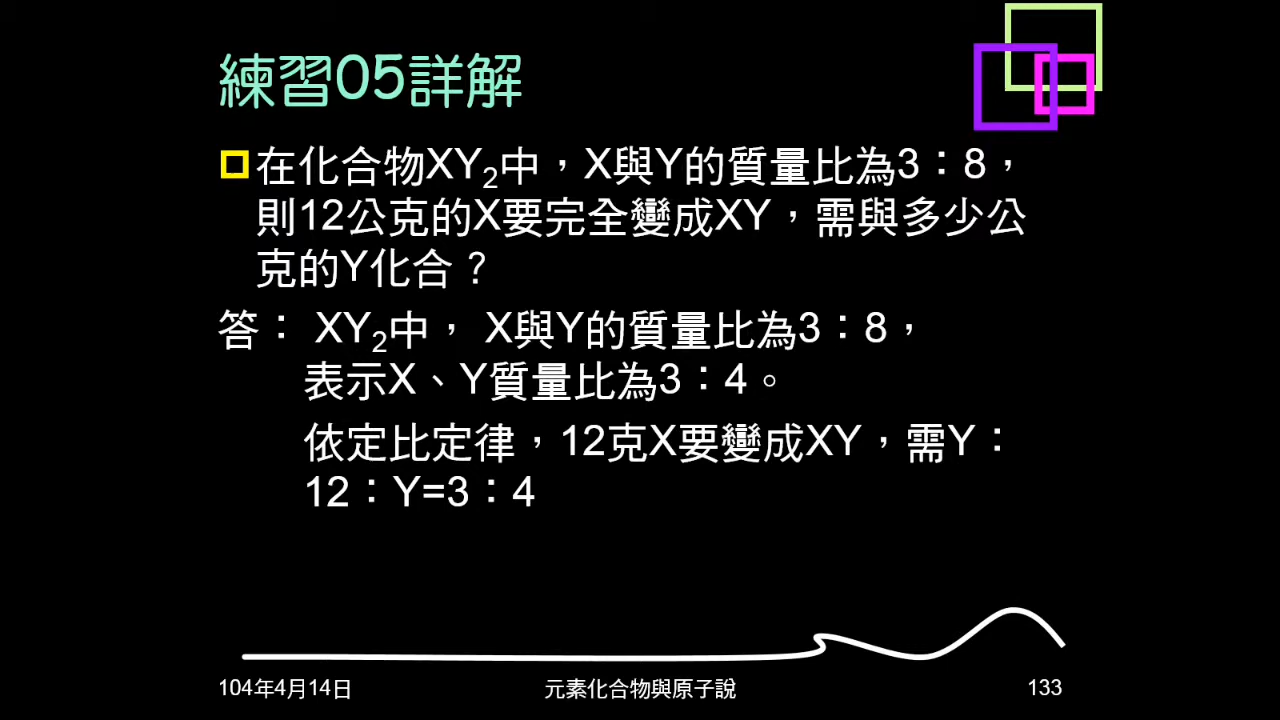 練習05詳解
在化合物XY₂中，X與Y的質量比為3：8，
則12公克的X要完全變成XY，需與多少公
克的Y化合？
答： XY₂中， X與Y的質量比為3：8，
表示X、Y質量比為3：4。
依定比定律，12克X要變成XY，需Y：
12：Y=3：4
104年4月14日 元素化合物與原子說 133